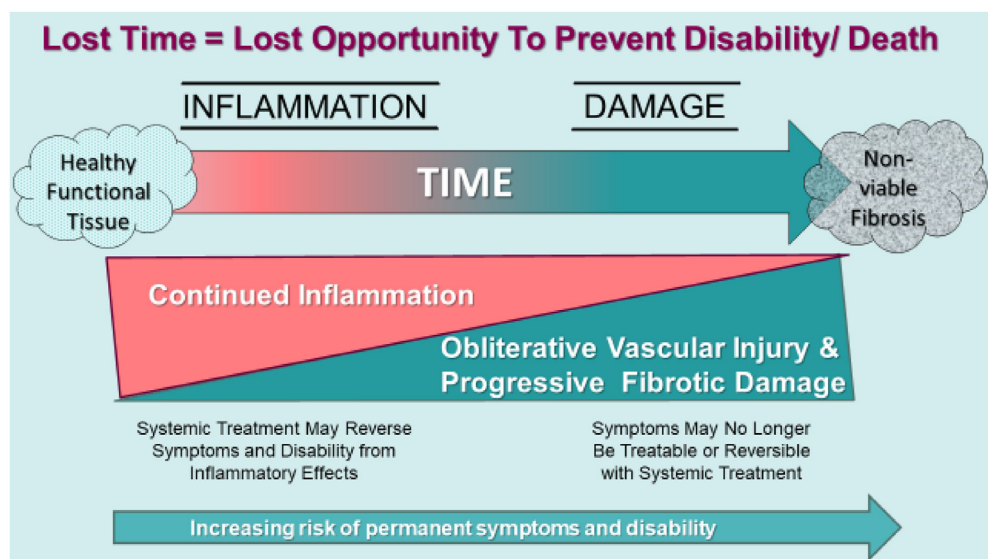 Lost Time = Lost Opportunity To Prevent Disability/ Death
INFLAMMATION
DAMAGE
Healthy
Functional
Tissue
TIME
Non-
viable
Fibrosis
Continued Inflammation
Obliterative Vascular Injury &
Progressive Fibrotic Damage
Systemic Treatment May Reverse
Symptoms and Disability from
Inflammatory Effects
Symptoms May No Longer
Be Treatable or Reversible
with Systemic Treatment
Increasing risk of permanent symptoms and disability